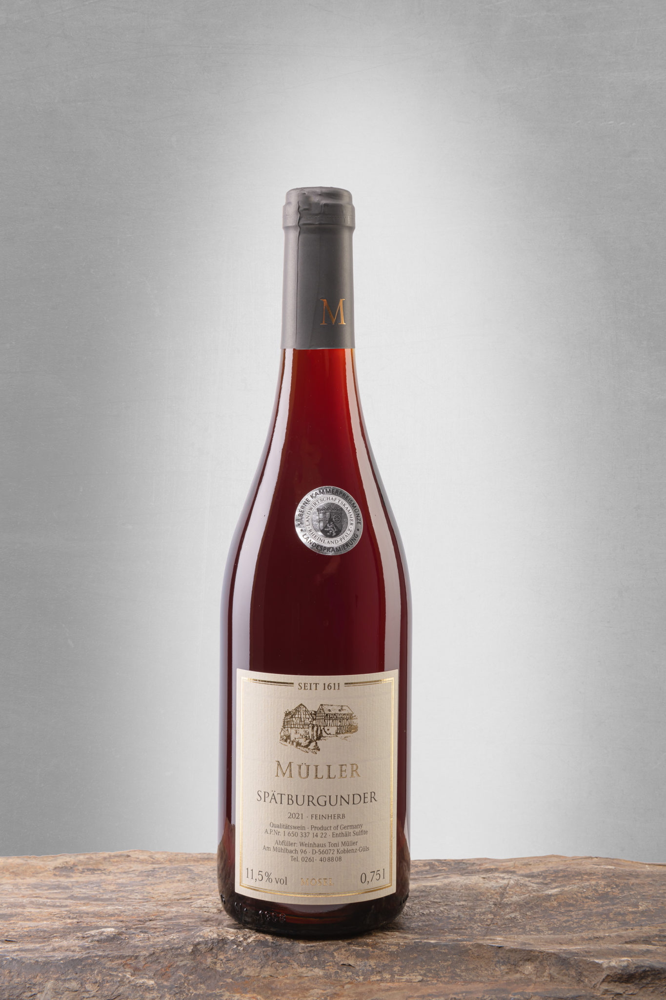 M
SILBERNE KAMMERPREISMÜNZE
LANDWIRTSCHAFTSKAMMER
RHEINLAND-PFALZ
LANDESPRÄMIERUNG
SEIT 1611
MÜLLER
SPÄTBURGUNDER
2021 · FEINHERB
Qualitätswein · Product of Germany
A.P.Nr. 1 650 337 14 22 · Enthält Sulfite
Abfüller: Weinhaus Toni Müller
Am Mühlbach 96 · D-56072 Koblenz-Güls
Tel. 0261- 40 88 08
11,5% vol MOSEL 0,75 l